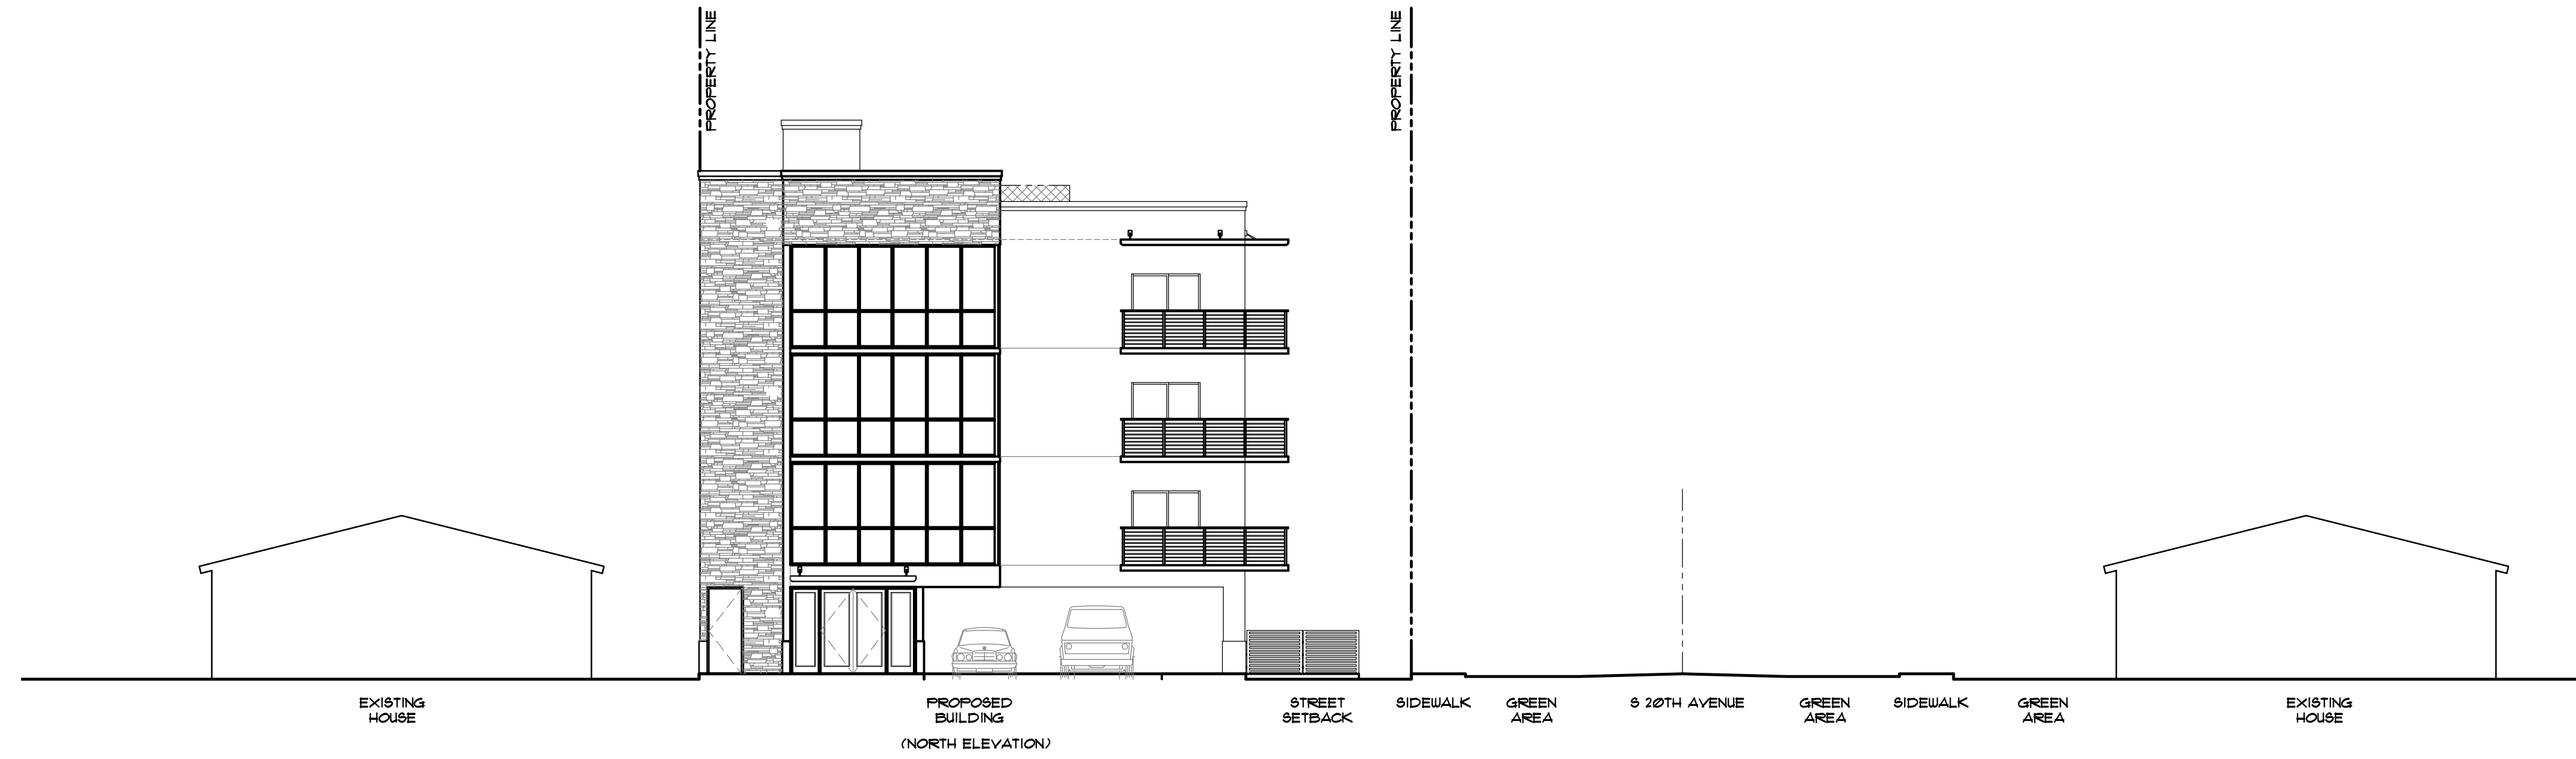 PROPERTY LINE
PROPERTY LINE
EXISTING
HOUSE
PROPOSED
BUILDING
(NORTH ELEVATION)
STREET
SETBACK
SIDEWALK
GREEN
AREA
S 20TH AVENUE
GREEN
AREA
SIDEWALK
GREEN
AREA
EXISTING
HOUSE